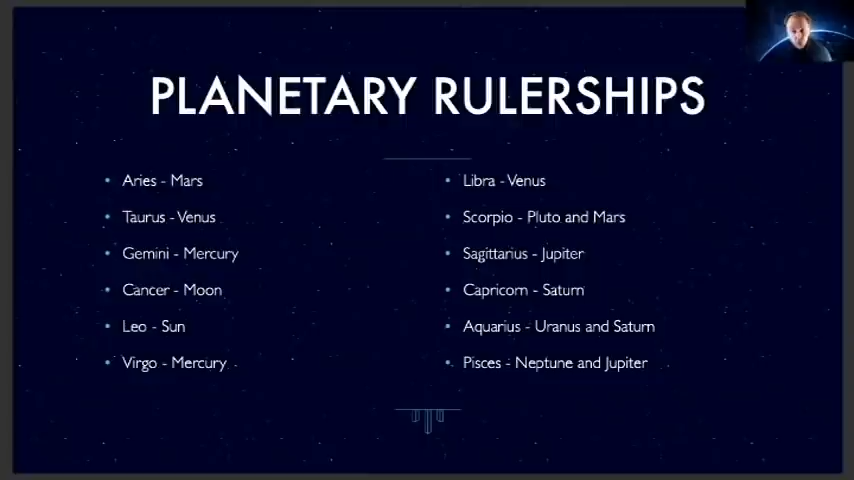 PLANETARY RULERSHIPS
• Aries - Mars
• Taurus - Venus
• Gemini - Mercury
• Cancer - Moon
• Leo - Sun
• Virgo - Mercury
• Libra - Venus
• Scorpio - Pluto and Mars
• Sagittarius - Jupiter
• Capricorn - Saturn
• Aquarius - Uranus and Saturn
• Pisces - Neptune and Jupiter